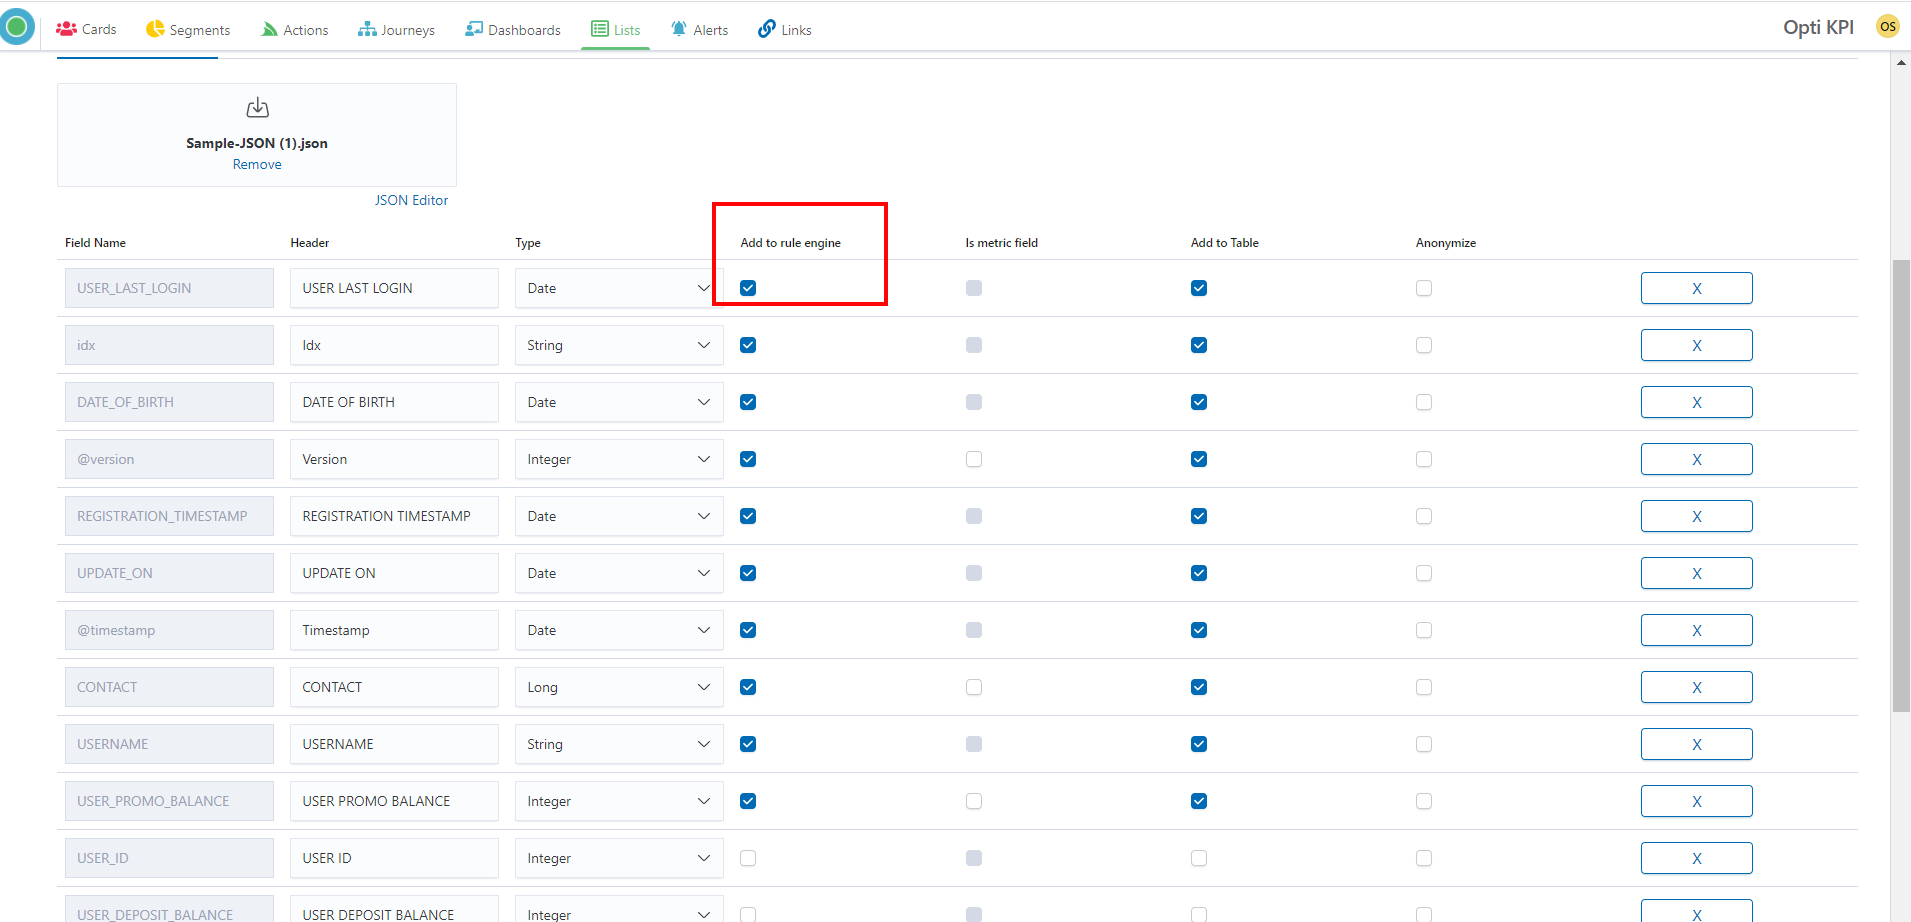 Cards Segments Actions Journeys Dashboards Lists Alerts Links Opti KPI OS
Sample-JSON (1).json
Remove
JSON Editor
Field Name Header Type Add to rule engine Is metric field Add to Table Anonymize
USER_LAST_LOGIN USER LAST LOGIN Date X
idx Idx String X
DATE_OF_BIRTH DATE OF BIRTH Date X
@version Version Integer X
REGISTRATION_TIMESTAMP REGISTRATION TIMESTAMP Date X
UPDATE_ON UPDATE ON Date X
@timestamp Timestamp Date X
CONTACT CONTACT Long X
USERNAME USERNAME String X
USER_PROMO_BALANCE USER PROMO BALANCE Integer X
USER_ID USER ID Integer X
USER_DEPOSIT_BALANCE USER DEPOSIT BALANCE Integer X